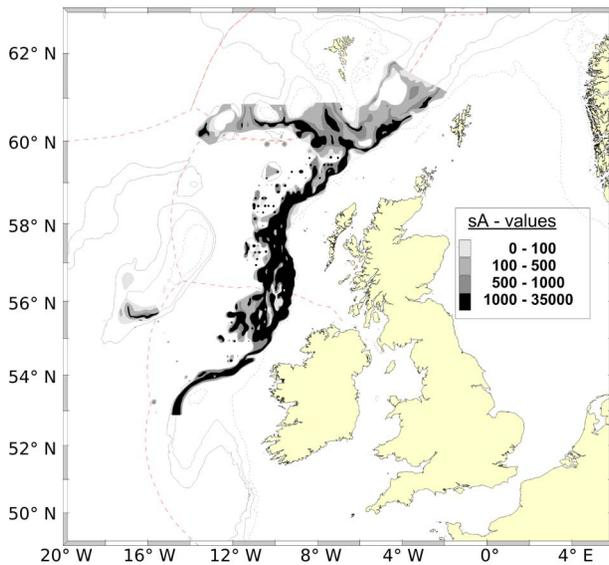 62° N
60° N
58° N
56° N
54° N
52° N
50° N
sA - values
0 - 100
100 - 500
500 - 1000
1000 - 35000
20° W 16° W 12° W 8° W 4° W 0° 4° E